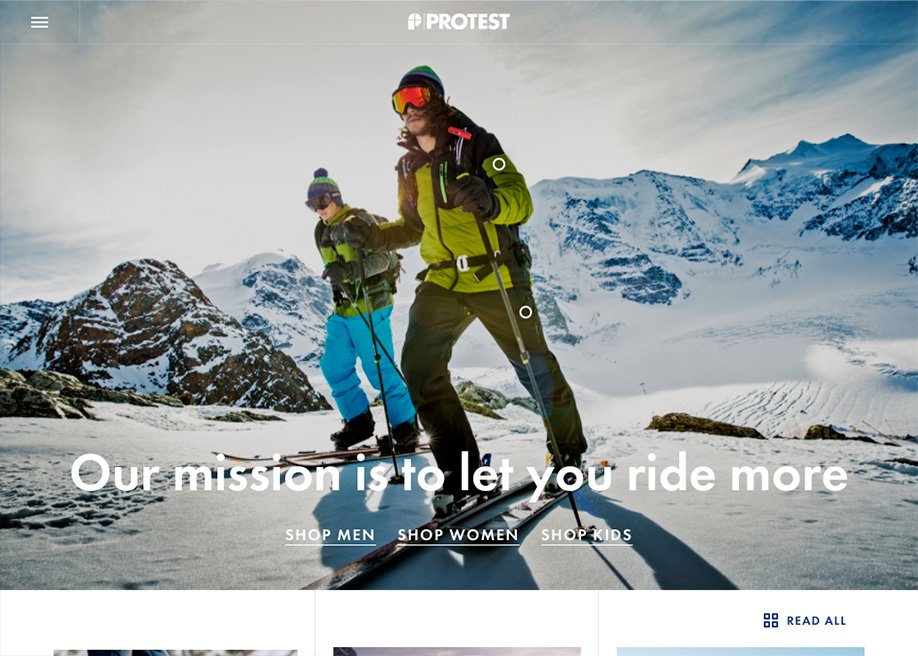 PROTEST
Our mission is to let you ride more
SHOP MEN SHOP WOMEN SHOP KIDS
READ ALL